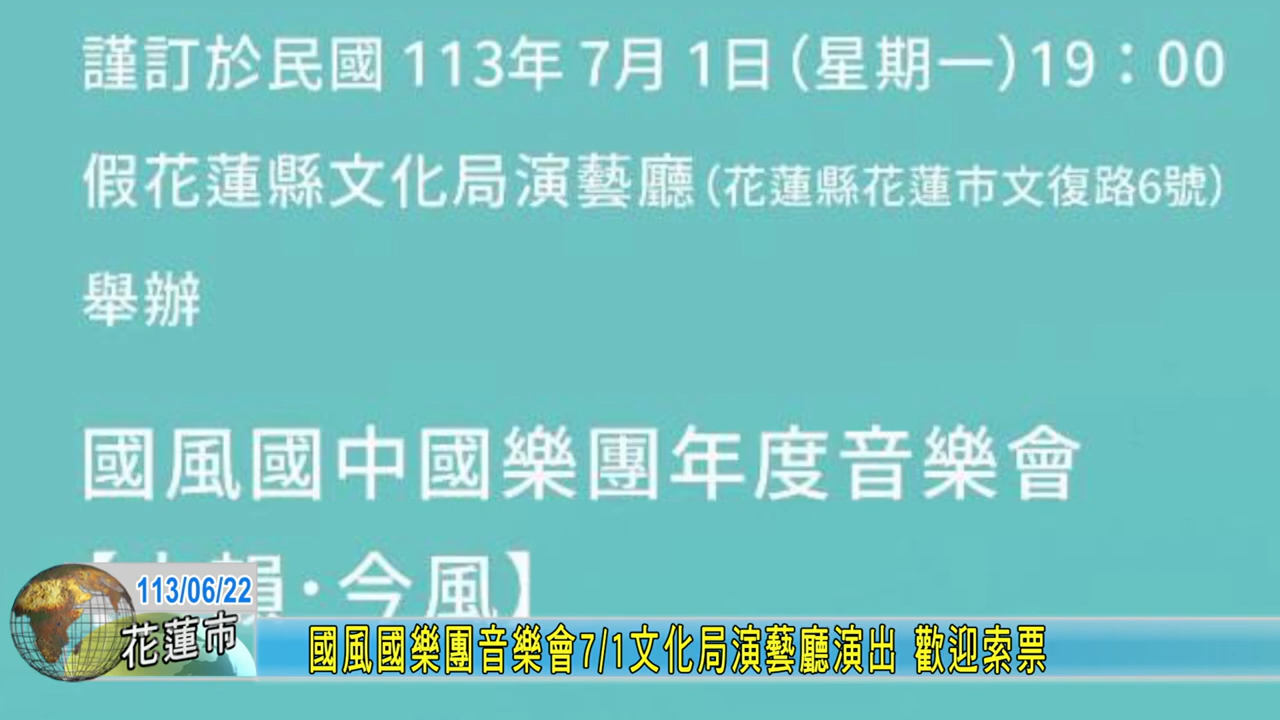 謹訂於民國113年7月1日(星期一)19:00
假花蓮縣文化局演藝廳(花蓮縣花蓮市文復路6號)
舉辦
國風國中國樂團年度音樂會
·今風】
113/06/22
花蓮市
國風國樂團音樂會7/1文化局演藝廳演出 歡迎索票